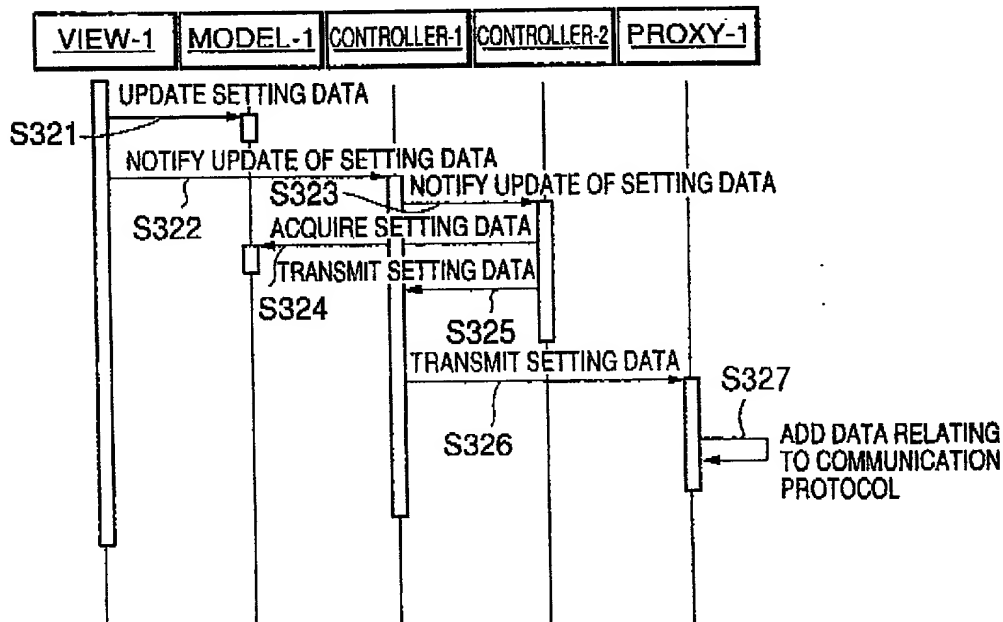 VIEW-1 MODEL-1 CONTROLLER-1 CONTROLLER-2 PROXY-1
UPDATE SETTING DATA
S321
NOTIFY UPDATE OF SETTING DATA
S322
S323
NOTIFY UPDATE OF SETTING DATA
ACQUIRE SETTING DATA
S324
TRANSMIT SETTING DATA
S325
TRANSMIT SETTING DATA
S326
S327
ADD DATA RELATING
TO COMMUNICATION
PROTOCOL